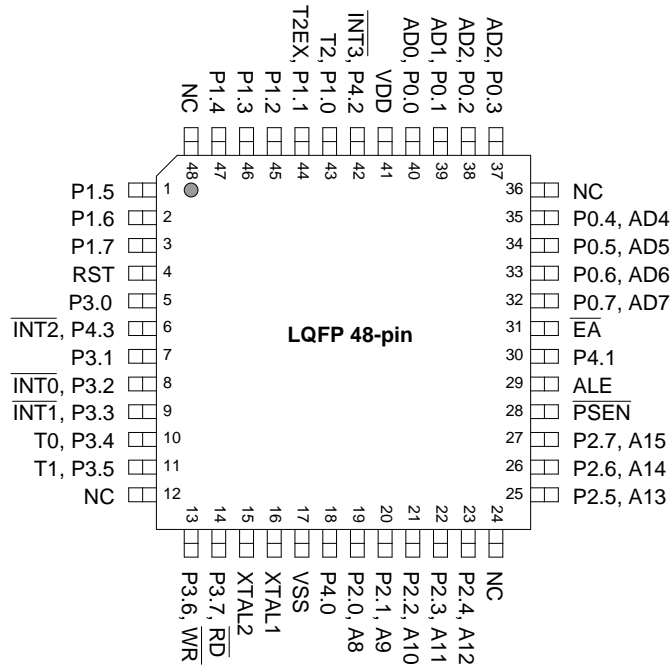 NC
P1.4
P1.3
P1.2
T2EX, P1.1
T2, P1.0
INT3, P4.2
VDD
AD0, P0.0
AD1, P0.1
AD2, P0.2
AD2, P0.3
48
47
46
45
44
43
42
41
40
39
38
37
P1.5 1
P1.6 2
P1.7 3
RST 4
P3.0 5
INT2, P4.3 6
P3.1 7
INT0, P3.2 8
INT1, P3.3 9
T0, P3.4 10
T1, P3.5 11
NC 12
LQFP 48-pin
36 NC
35 P0.4, AD4
34 P0.5, AD5
33 P0.6, AD6
32 P0.7, AD7
31 EA
30 P4.1
29 ALE
28 PSEN
27 P2.7, A15
26 P2.6, A14
25 P2.5, A13
13
14
15
16
17
18
19
20
21
22
23
24
P3.6, WR
P3.7, RD
XTAL2
XTAL1
VSS
P4.0
P2.0, A8
P2.1, A9
P2.2, A10
P2.3, A11
P2.4, A12
NC